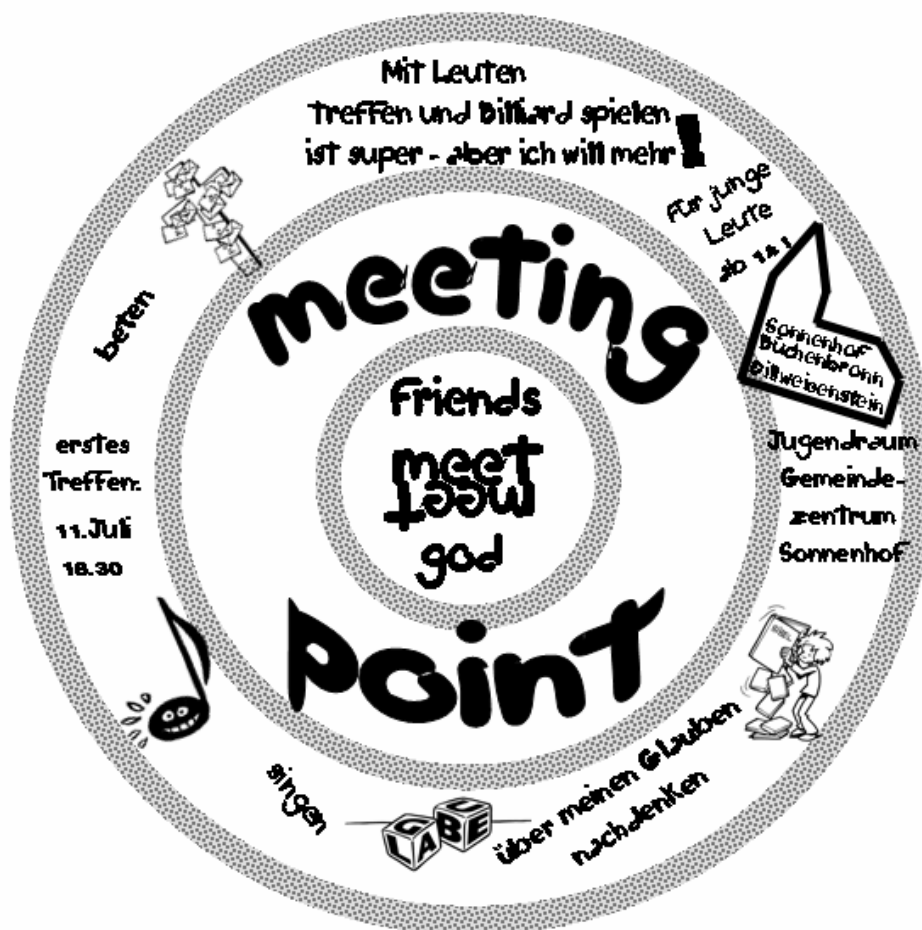 Mit Leuten
Treffen und Billiard spielen
ist super - aber ich will mehr!
Für junge
Leute
ab 14!
Sonnenhof
Büchenbronn
Dillweisenstein
Jugendraum
Gemeinde-
zentrum
Sonnenhof
über meinen Glauben
nachdenken
GLAUBE
singen
erstes
Treffen:
11. Juli
18.30
beten
meeting
point
Friends
meet
meet
god